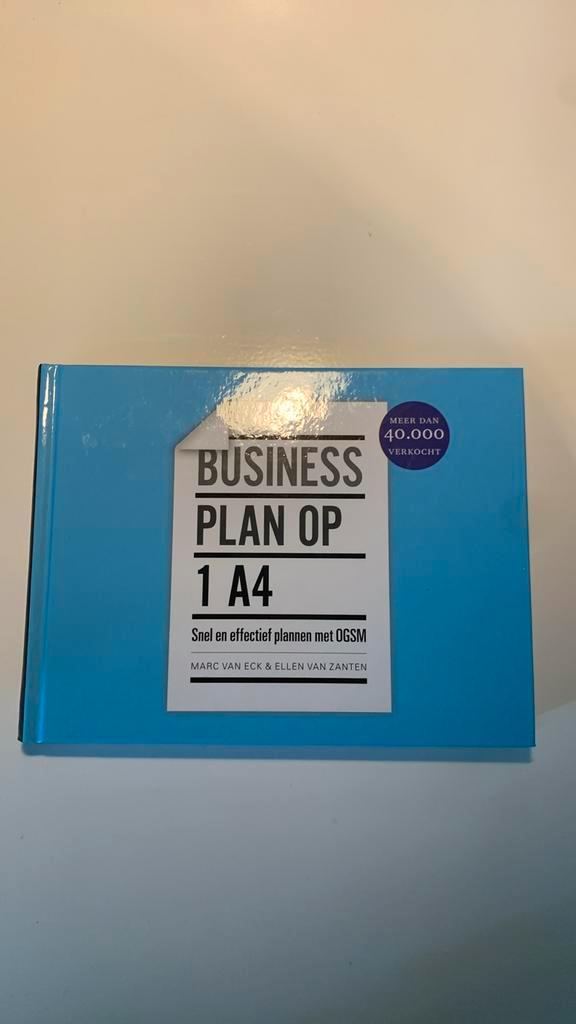 BUSINESS
PLAN OP
1 A4
Snel en effectief plannen met OGSM
MARC VAN ECK & ELLEN VAN ZANTEN
MEER DAN
40.000
VERKOCHT